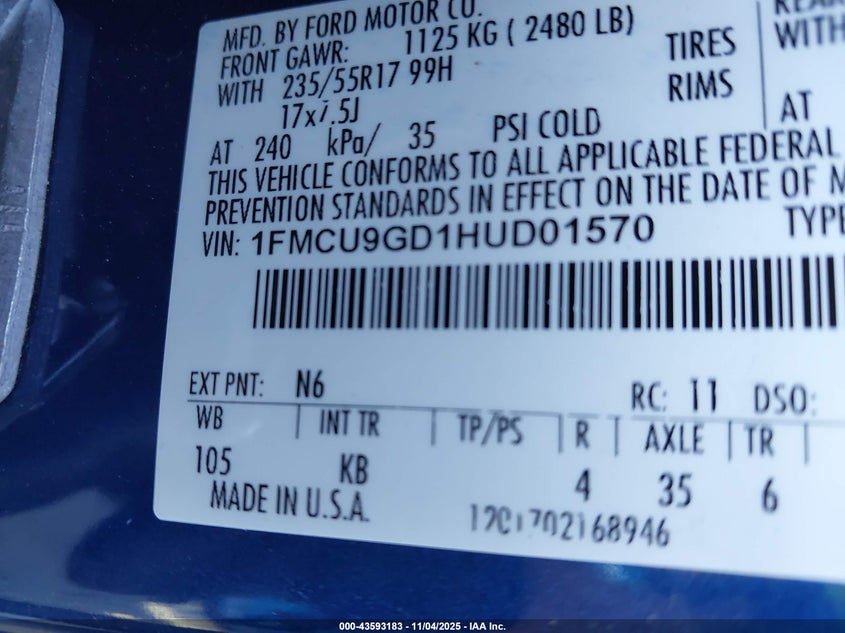 MFD. BY FORD MOTOR CO.
FRONT GAWR: 1125 KG ( 2480 LB)
WITH 235/55R17 99H TIRES WITH
17x7.5J RIMS
AT 240 kPa/ 35 PSI COLD AT
THIS VEHICLE CONFORMS TO ALL APPLICABLE FEDERAL
PREVENTION STANDARDS IN EFFECT ON THE DATE OF M
VIN: 1FMCU9GD1HUD01570 TYPE
EXT PNT: N6 RC: 11 DSO:
WB INT TR TP/PS R AXLE TR
105 KB 4 35 6
MADE IN U.S.A.
000-43593183 - 11/04/2025 - IAA Inc.